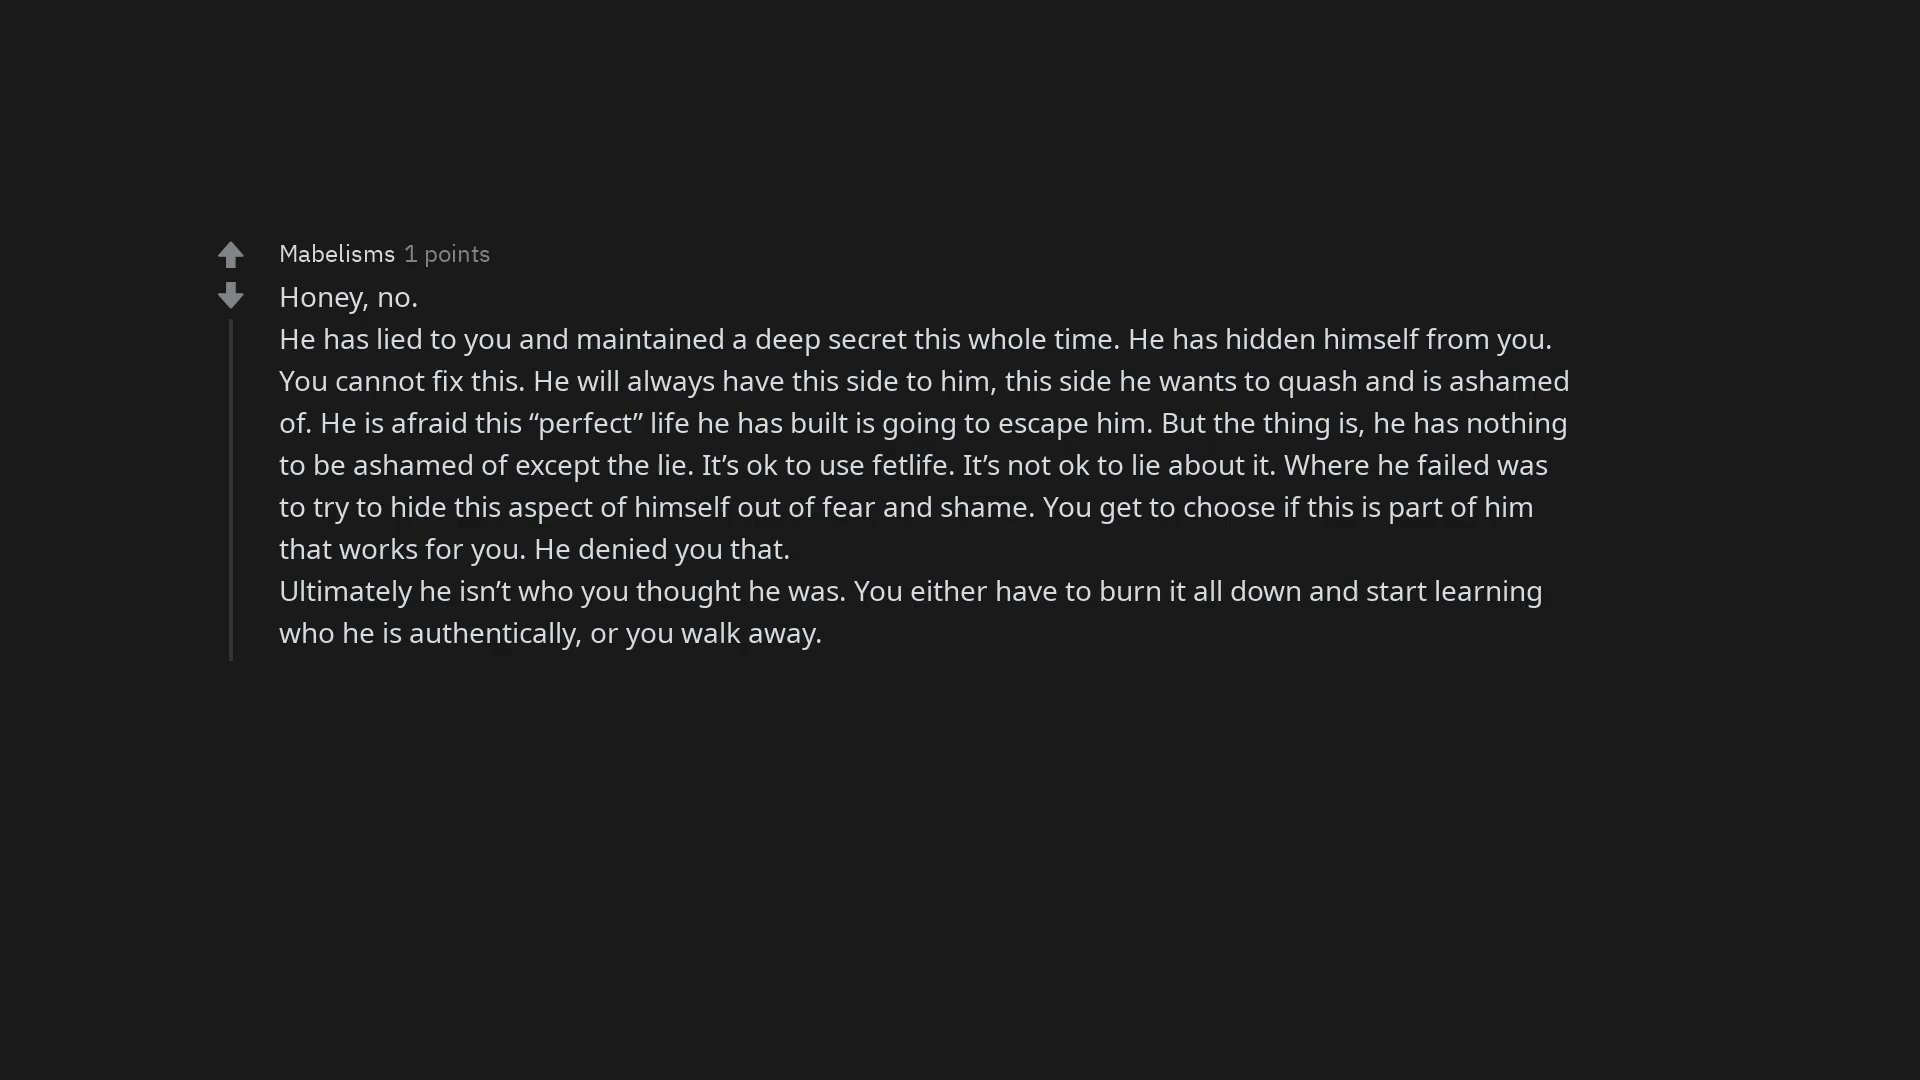 Mabelisms 1 points
Honey, no.
He has lied to you and maintained a deep secret this whole time. He has hidden himself from you.
You cannot fix this. He will always have this side to him, this side he wants to quash and is ashamed
of. He is afraid this “perfect” life he has built is going to escape him. But the thing is, he has nothing
to be ashamed of except the lie. It’s ok to use fetlife. It’s not ok to lie about it. Where he failed was
to try to hide this aspect of himself out of fear and shame. You get to choose if this is part of him
that works for you. He denied you that.
Ultimately he isn’t who you thought he was. You either have to burn it all down and start learning
who he is authentically, or you walk away.